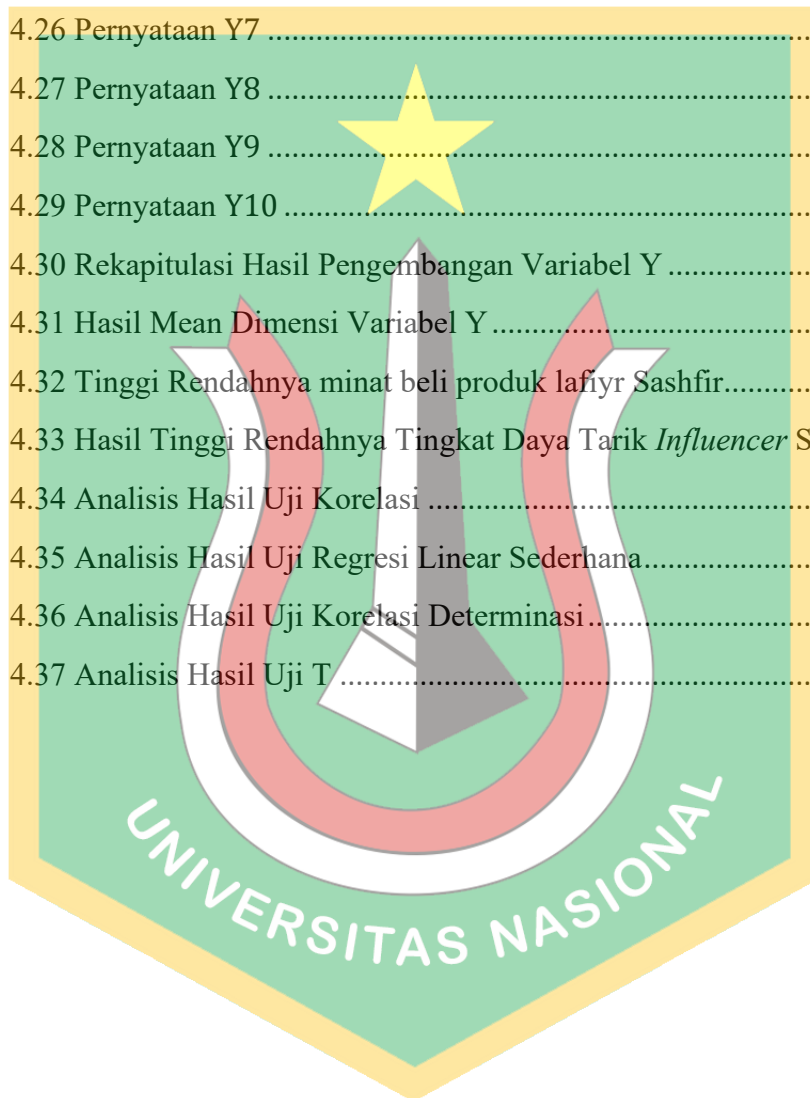 4.26 Pernyataan Y7 ....................................................................
4.27 Pernyataan Y8 ....................................................................
4.28 Pernyataan Y9 ....................................................................
4.29 Pernyataan Y10 ..................................................................
4.30 Rekapitulasi Hasil Pengembangan Variabel Y ..................
4.31 Hasil Mean Dimensi Variabel Y ........................................
4.32 Tinggi Rendahnya minat beli produk lafiyr Sashfir...........
4.33 Hasil Tinggi Rendahnya Tingkat Daya Tarik Influencer S
4.34 Analisis Hasil Uji Korelasi ................................................
4.35 Analisis Hasil Uji Regresi Linear Sederhana.....................
4.36 Analisis Hasil Uji Korelasi Determinasi............................
4.37 Analisis Hasil Uji T ...........................................................
UNIVERSITAS NASIONAL